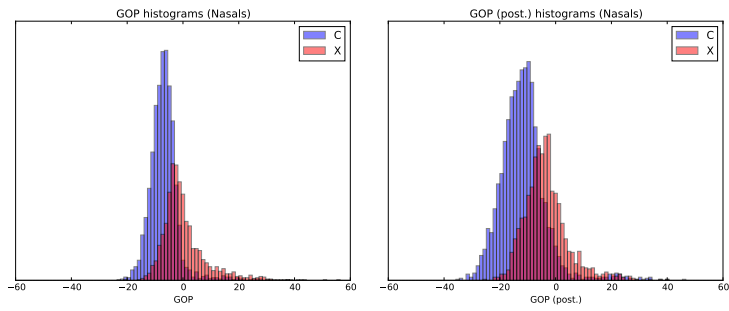 GOP histograms (Nasals)
C
X
−60 −40 −20 0 20 40 60
GOP
GOP (post.) histograms (Nasals)
C
X
−60 −40 −20 0 20 40 60
GOP (post.)